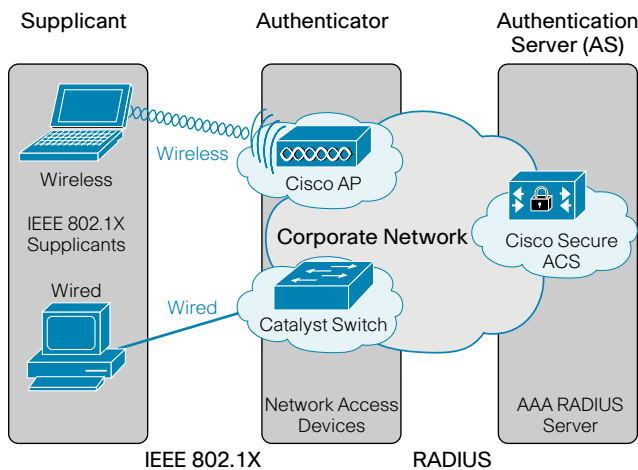 Supplicant
Authenticator
Authentication
Server (AS)
Wireless
Wireless
Cisco AP
IEEE 802.1X
Supplicants
Corporate Network
Cisco Secure
ACS
Wired
Wired
Catalyst Switch
Network Access
Devices
AAA RADIUS
Server
IEEE 802.1X
RADIUS